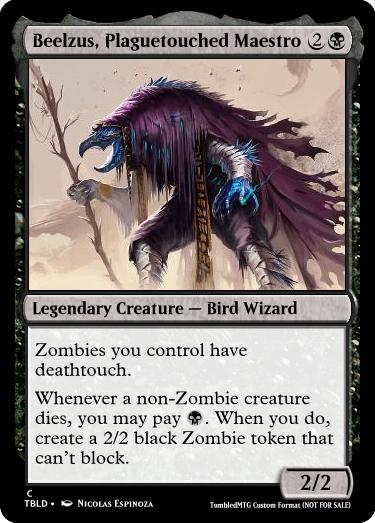 Beelzus, Plaguetouched Maestro 2
Legendary Creature — Bird Wizard
Zombies you control have
deathtouch.
Whenever a non-Zombie creature
dies, you may pay . When you do,
create a 2/2 black Zombie token that
can't block.
2/2
C
TBLD • Nicolas Espinoza
TumbledMTG Custom Format (NOT FOR SALE)